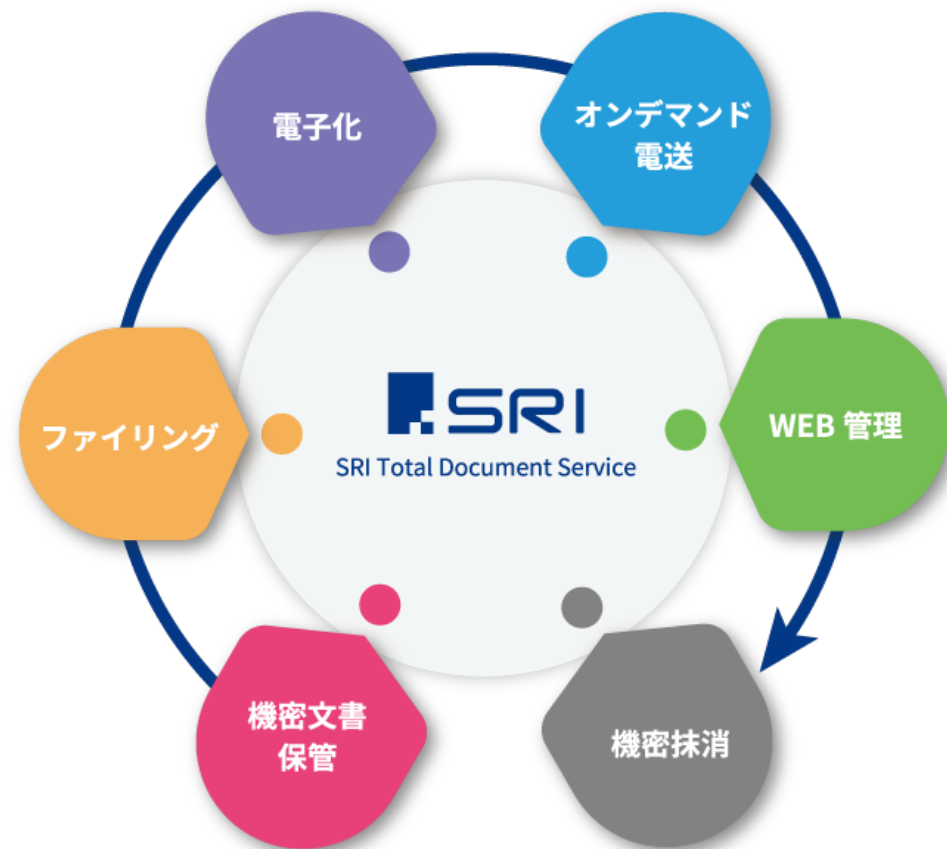 電子化
オンデマンド
電送
ファイリング
SRI
SRI Total Document Service
WEB 管理
機密文書
保管
機密抹消